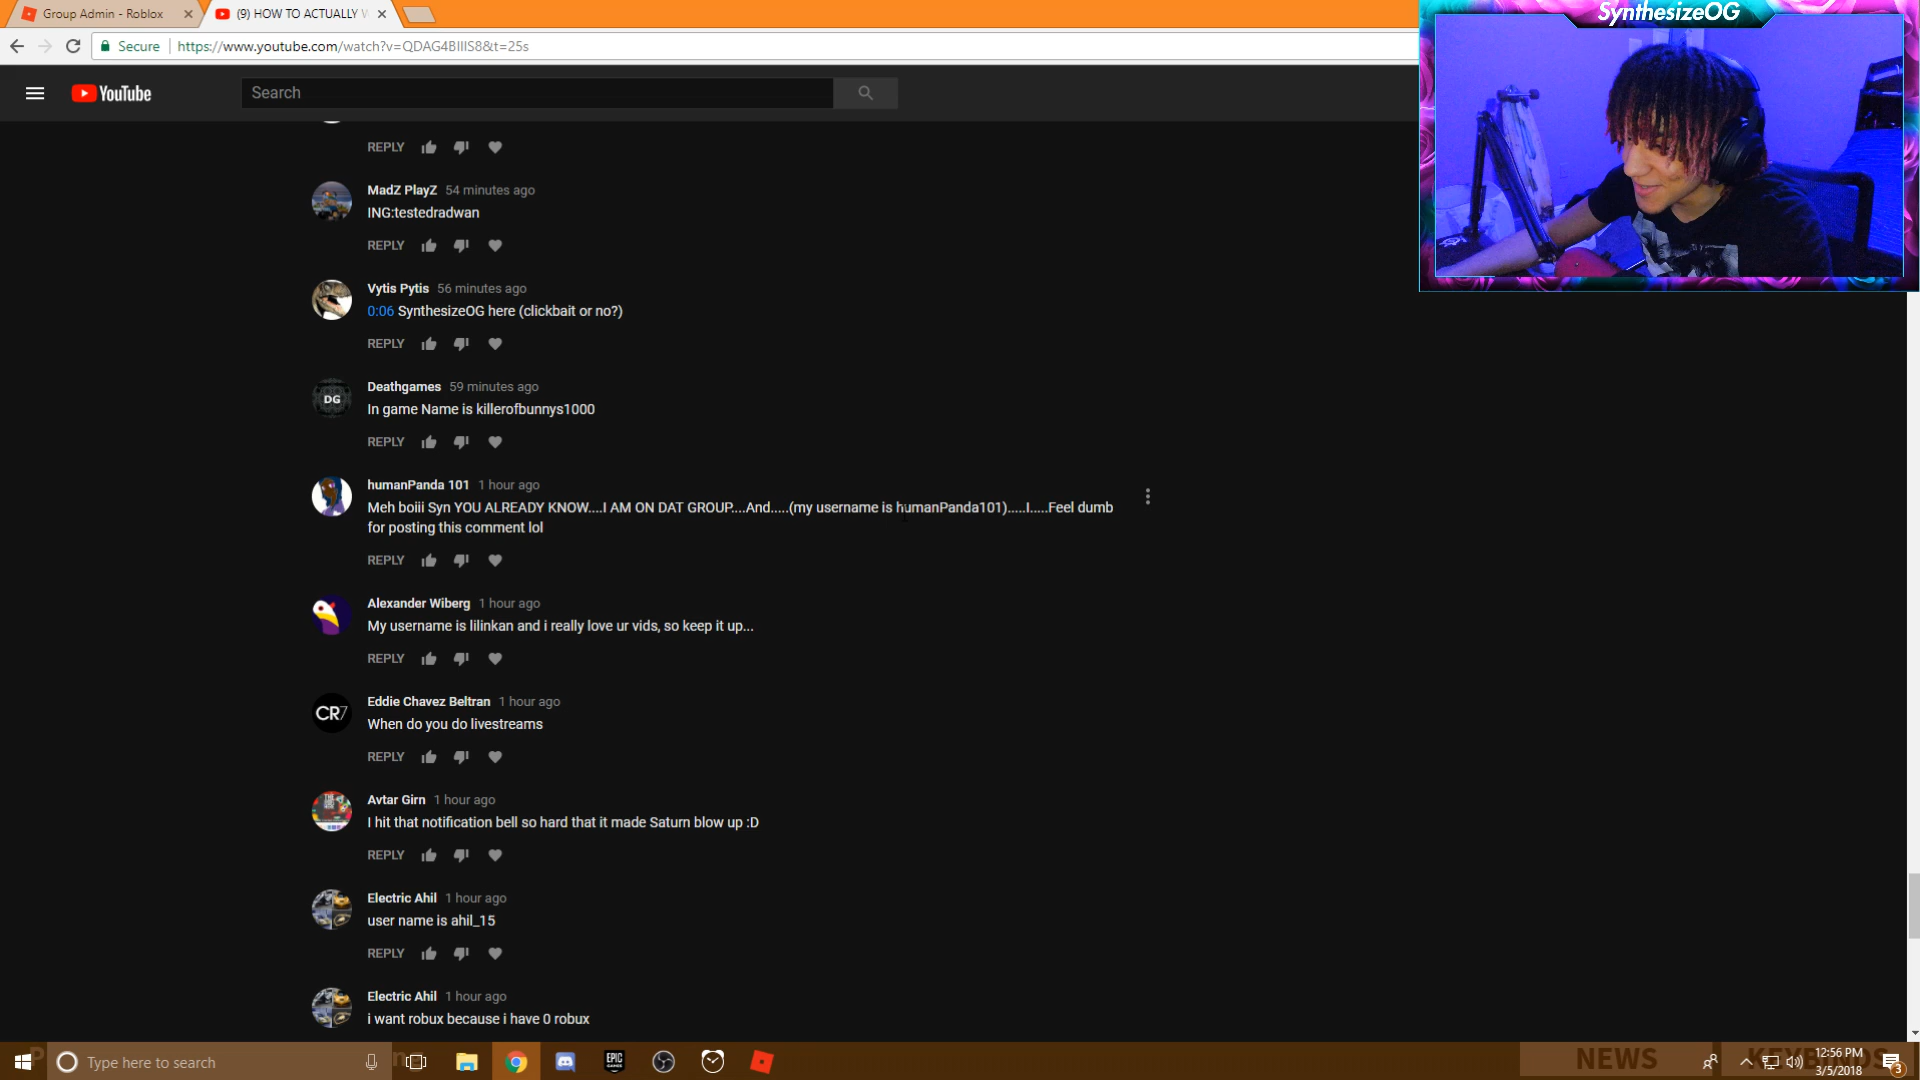 Group Admin - Roblox
(9) HOW TO ACTUALLY W
SynthesizeOG
Secure
https://www.youtube.com/watch?v=QDAG4BIIIS8&t=25s
YouTube
Search
REPLY
MadZ PlayZ 54 minutes ago
ING:testedradwan
REPLY
Vytis Pytis 56 minutes ago
0:06 SynthesizeOG here (clickbait or no?)
REPLY
DG
Deathgames 59 minutes ago
In game Name is killerofbunnys1000
REPLY
humanPanda 101 1 hour ago
Meh boiii Syn YOU ALREADY KNOW....I AM ON DAT GROUP....And.....(my username is humanPanda101).....I.....Feel dumb
for posting this comment lol
REPLY
Alexander Wiberg 1 hour ago
My username is lilinkan and i really love ur vids, so keep it up...
REPLY
CR7
Eddie Chavez Beltran 1 hour ago
When do you do livestreams
REPLY
Avtar Girn 1 hour ago
I hit that notification bell so hard that it made Saturn blow up :D
REPLY
Electric Ahil 1 hour ago
user name is ahil_15
REPLY
Electric Ahil 1 hour ago
i want robux because i have 0 robux
Type here to search
EPIC GAMES
NEWS
KEYBINDS
12:56 PM
3/5/2018
3